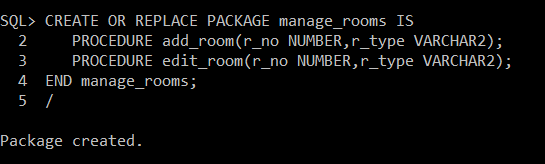 SQL> CREATE OR REPLACE PACKAGE manage_rooms IS
  2     PROCEDURE add_room(r_no NUMBER,r_type VARCHAR2);
  3     PROCEDURE edit_room(r_no NUMBER,r_type VARCHAR2);
  4  END manage_rooms;
  5  /
Package created.